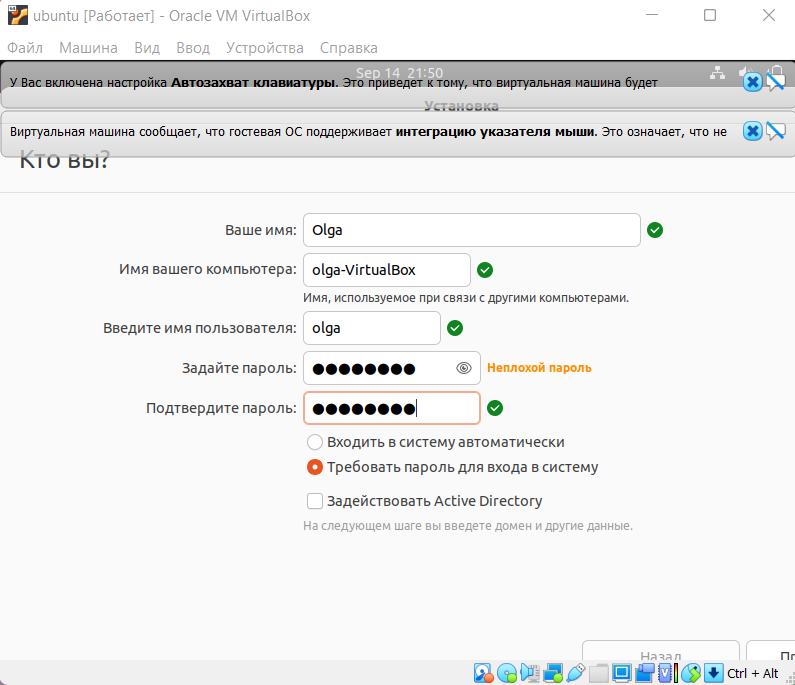 ubuntu [Работает] - Oracle VM VirtualBox
Файл Машина Вид Ввод Устройства Справка
Sep 14 21:50
У Вас включена настройка Автозахват клавиатуры. Это приведет к тому, что виртуальная машина будет
Установка
Виртуальная машина сообщает, что гостевая ОС поддерживает интеграцию указателя мыши. Это означает, что не
Кто вы?
Ваше имя: Olga
Имя вашего компьютера: olga-VirtualBox
Имя, используемое при связи с другими компьютерами.
Введите имя пользователя: olga
Задайте пароль: ●●●●●●●● Неплохой пароль
Подтвердите пароль: ●●●●●●●●
Входить в систему автоматически
Требовать пароль для входа в систему
Задействовать Active Directory
На следующем шаге вы введете домен и другие данные.
Назад
Ctrl + Alt